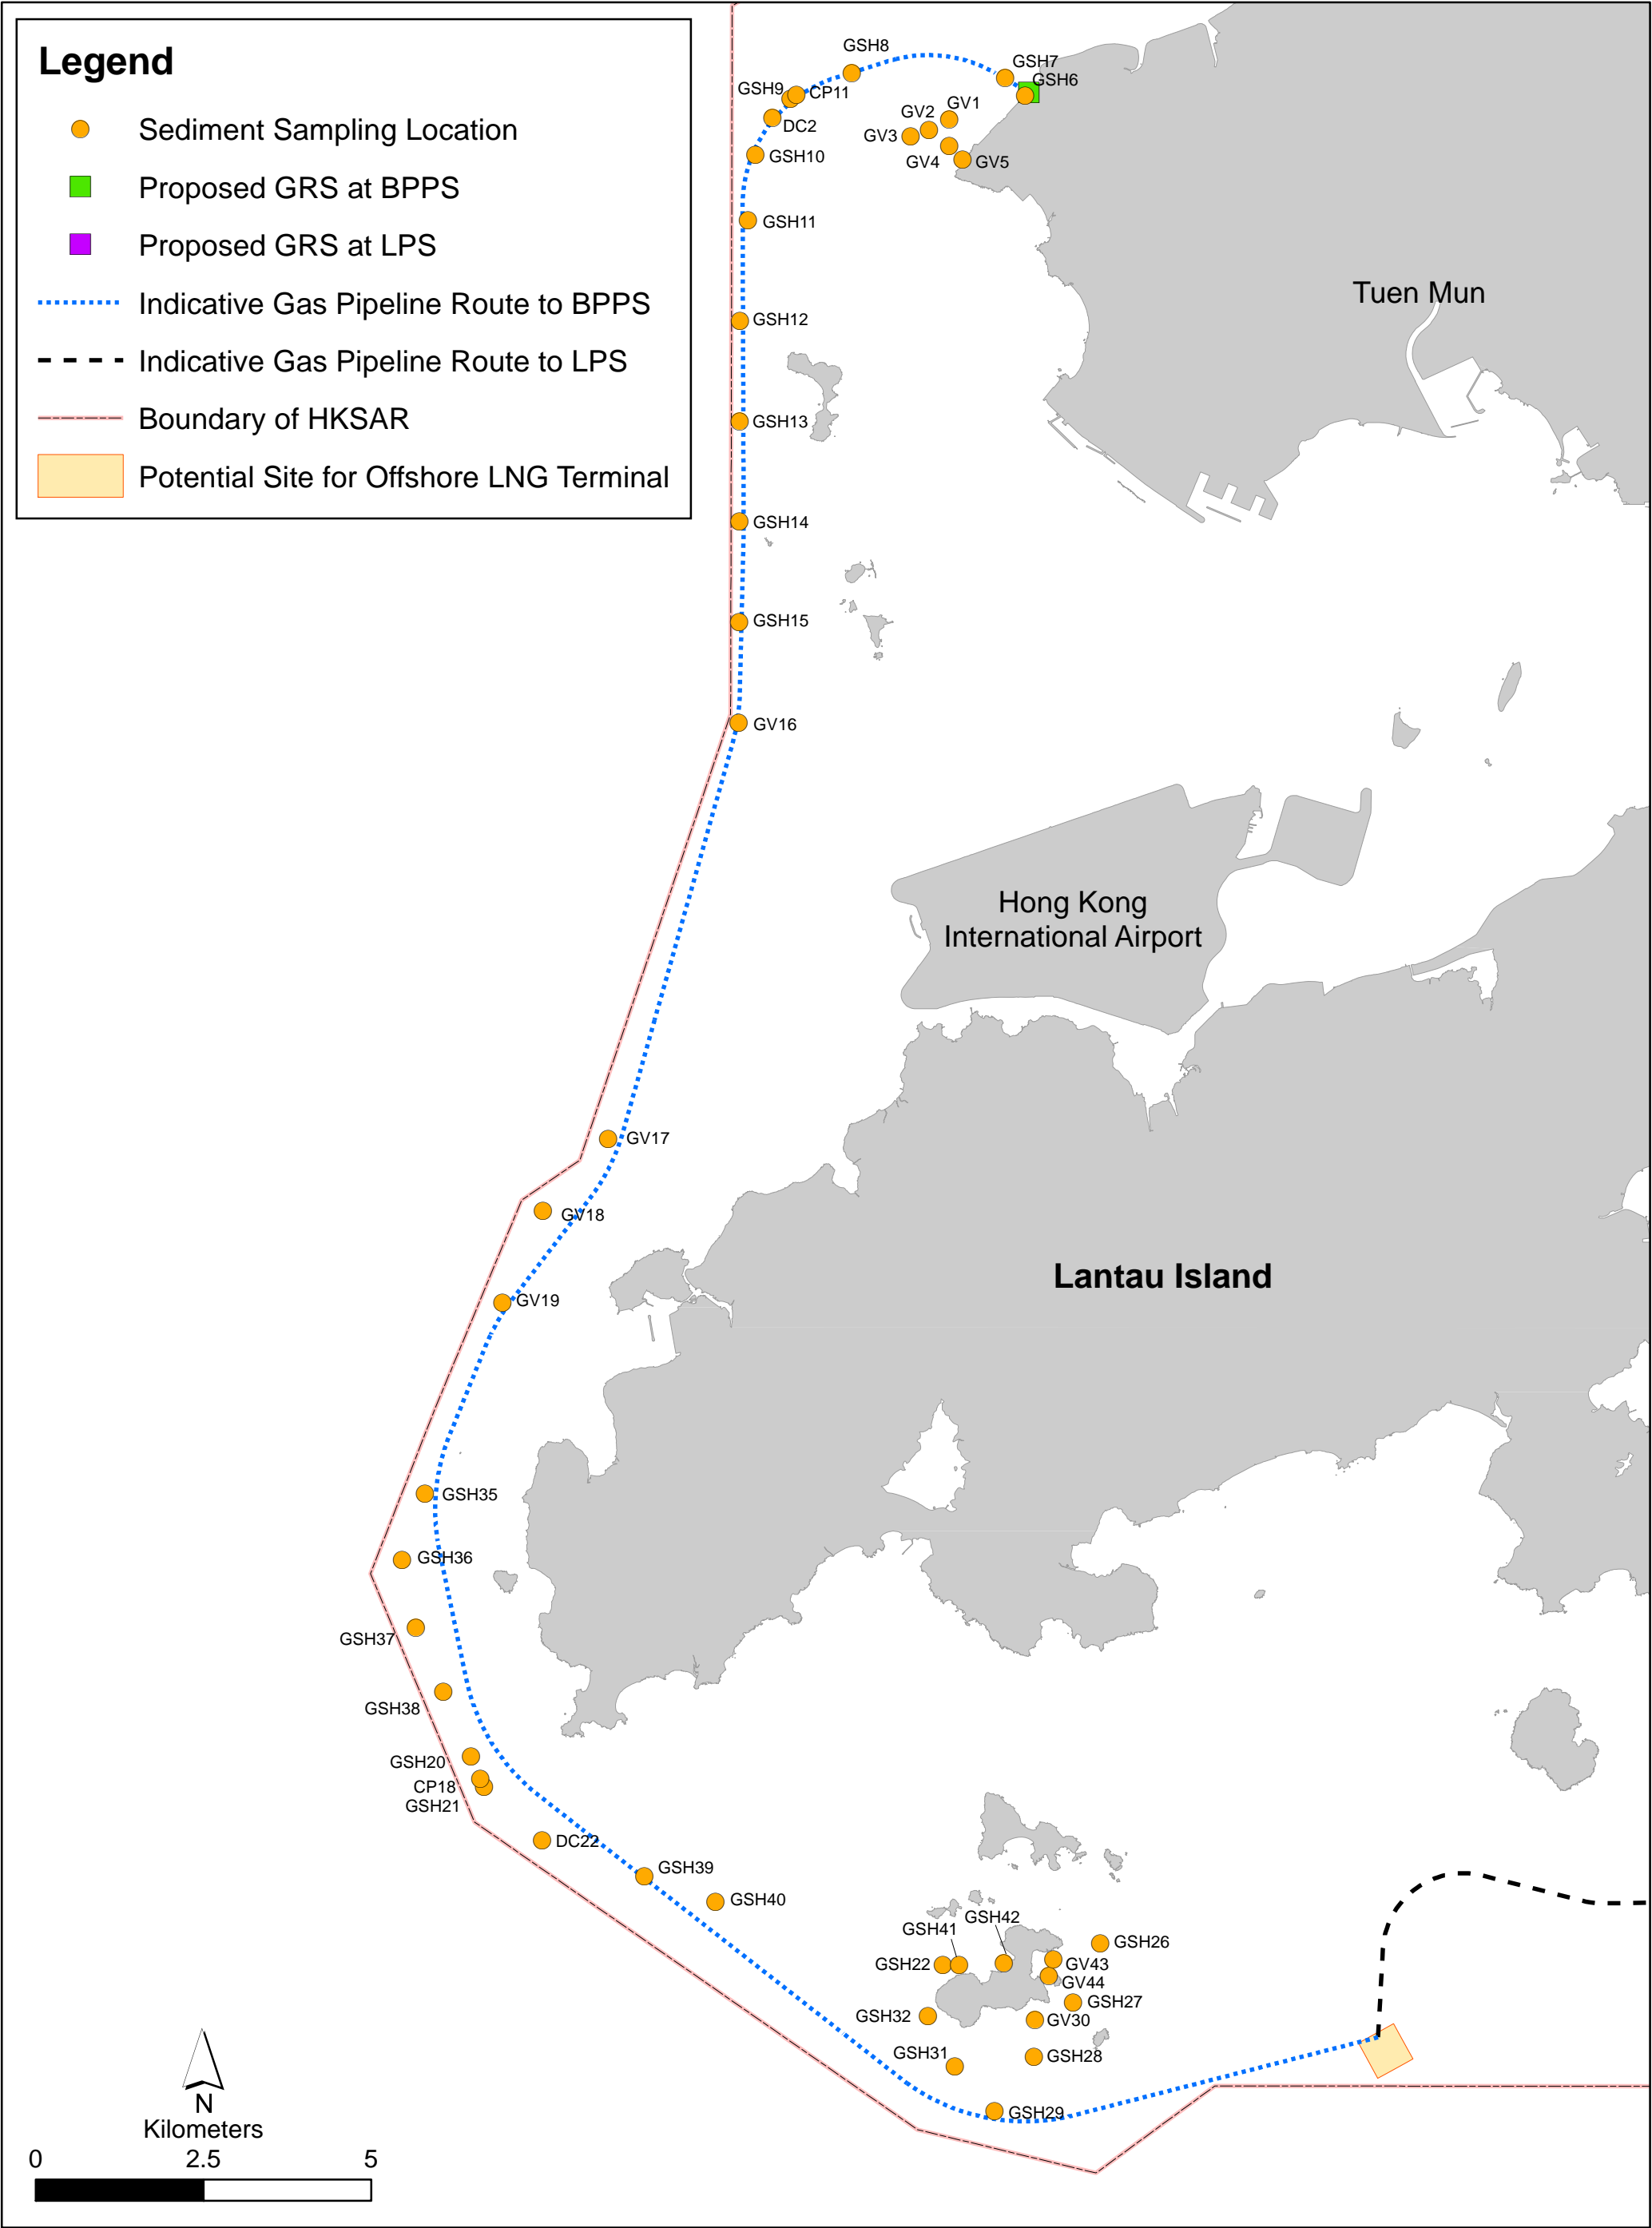 Legend
Sediment Sampling Location
Proposed GRS at BPPS
Proposed GRS at LPS
Indicative Gas Pipeline Route to BPPS
Indicative Gas Pipeline Route to LPS
Boundary of HKSAR
Potential Site for Offshore LNG Terminal
GSH8
GSH7
GSH6
GSH9
CP11
GV1
GV2
DC2
GV3
GSH10
GV4
GV5
GSH11
Tuen Mun
GSH12
GSH13
GSH14
GSH15
GV16
Hong Kong
International Airport
GV17
GV18
Lantau Island
GV19
GSH35
GSH36
GSH37
GSH38
GSH20
CP18
GSH21
DC22
GSH39
GSH40
GSH42
GSH41
GSH26
GSH22
GV43
GV44
GSH27
GSH32
GV30
GSH31
GSH28
GSH29
N
Kilometers
0 2.5 5